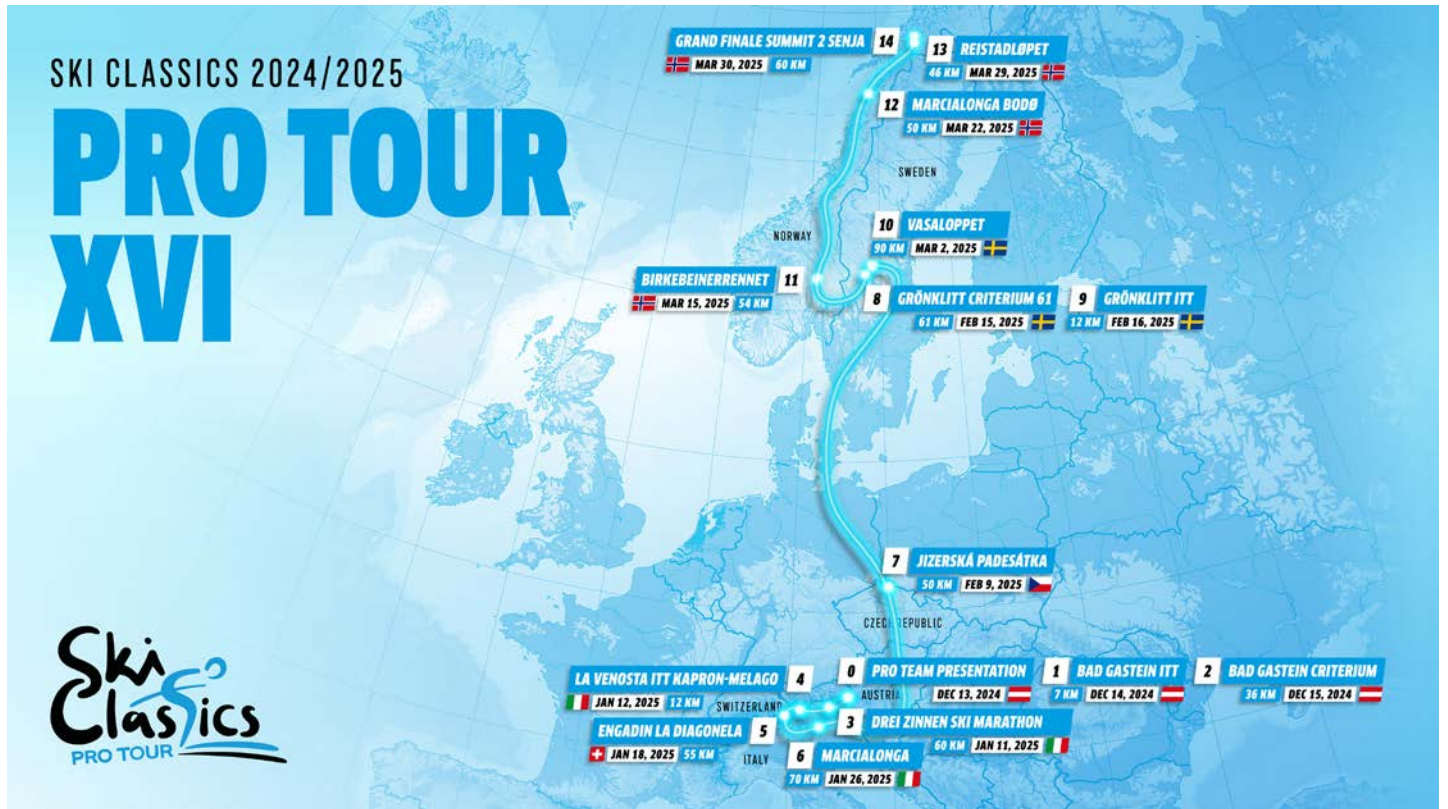 SKI CLASSICS 2024/2025
PRO TOUR
XVI
GRAND FINALE SUMMIT 2 SENJA 14
MAR 30, 2025 60 KM
13 REISTADLØPET
46 KM MAR 29, 2025
12 MARCIALONGA BODØ
50 KM MAR 22, 2025
SWEDEN
10 VASALOPPET
90 KM MAR 2, 2025
NORWAY
BIRKEBEINERRENNET 11
MAR 15, 2025 54 KM
8 GRÖNKLITT CRITERIUM 61
61 KM FEB 15, 2025
9 GRÖNKLITT ITT
12 KM FEB 16, 2025
7 JIZERSKÁ PADESÁTKA
50 KM FEB 9, 2025
CZECH REPUBLIC
LA VENOSTA ITT KAPRON-MELAGO 4
JAN 12, 2025 12 KM
0 PRO TEAM PRESENTATION
DEC 13, 2024
1 BAD GASTEIN ITT
7 KM DEC 14, 2024
2 BAD GASTEIN CRITERIUM
36 KM DEC 15, 2024
AUSTRIA
SWITZERLAND
ENGADIN LA DIAGONELA 5
JAN 18, 2025 55 KM
3 DREI ZINNEN SKI MARATHON
60 KM JAN 11, 2025
ITALY
6 MARCIALONGA
70 KM JAN 26, 2025
Ski
Classics
PRO TOUR